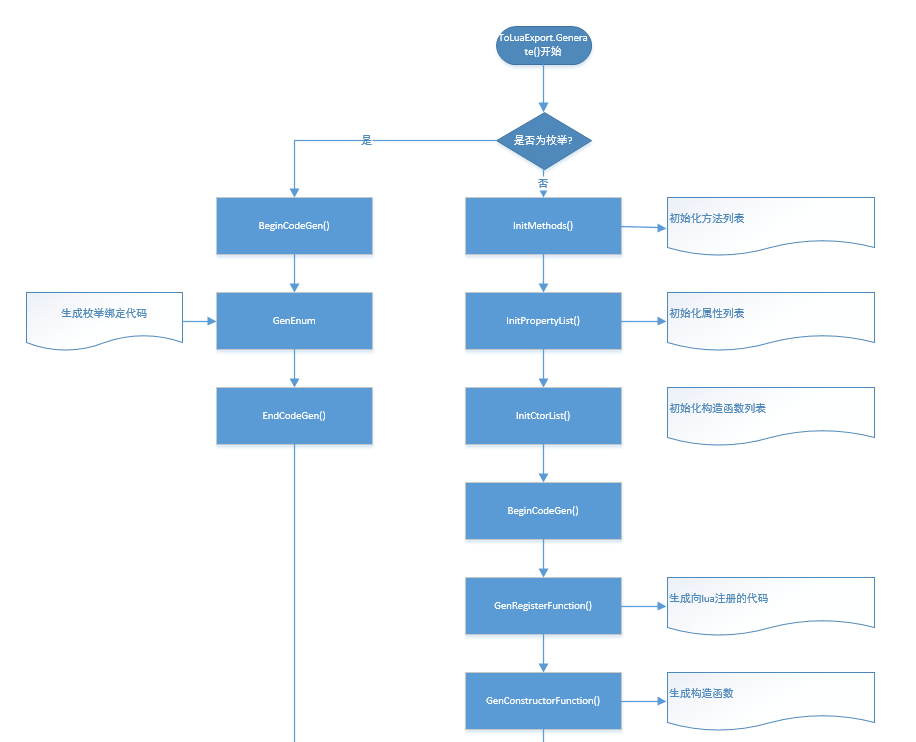 ToLuaExport.Genera
te()开始
是否为枚举?
是
否
BeginCodeGen()
InitMethods()
初始化方法列表
生成枚举绑定代码
GenEnum
InitPropertyList()
初始化属性列表
EndCodeGen()
InitCtorList()
初始化构造函数列表
BeginCodeGen()
GenRegisterFunction()
生成向lua注册的代码
GenConstructorFunction()
生成构造函数